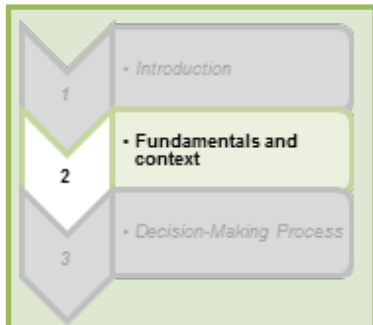 1
• Introduction
2
• Fundamentals and
context
3
• Decision-Making Process